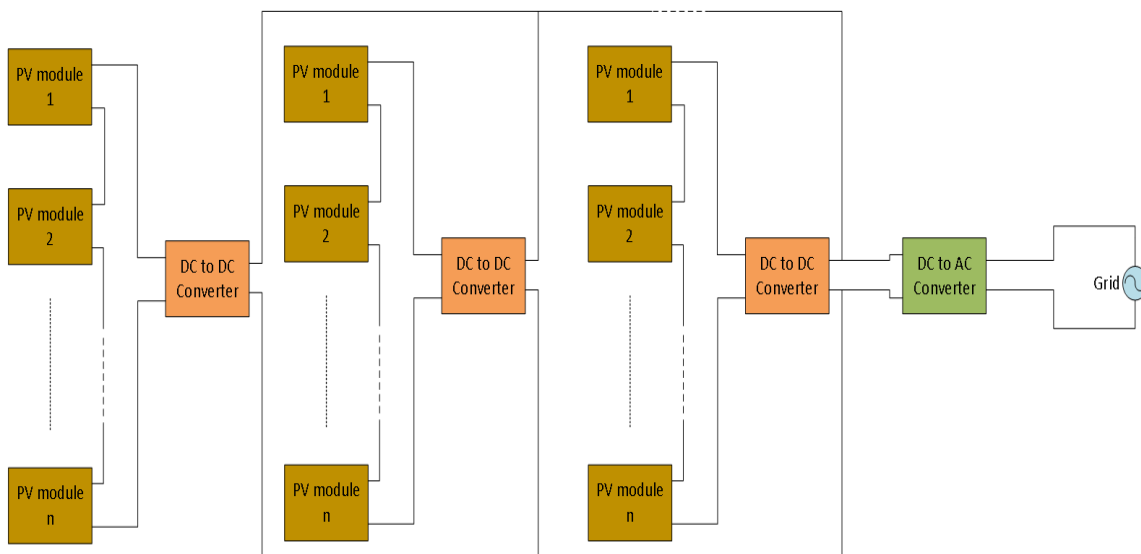 PV module
1
PV module
2
PV module
n
DC to DC
Converter
PV module
1
PV module
2
PV module
n
DC to DC
Converter
PV module
1
PV module
2
PV module
n
DC to DC
Converter
DC to AC
Converter
Grid